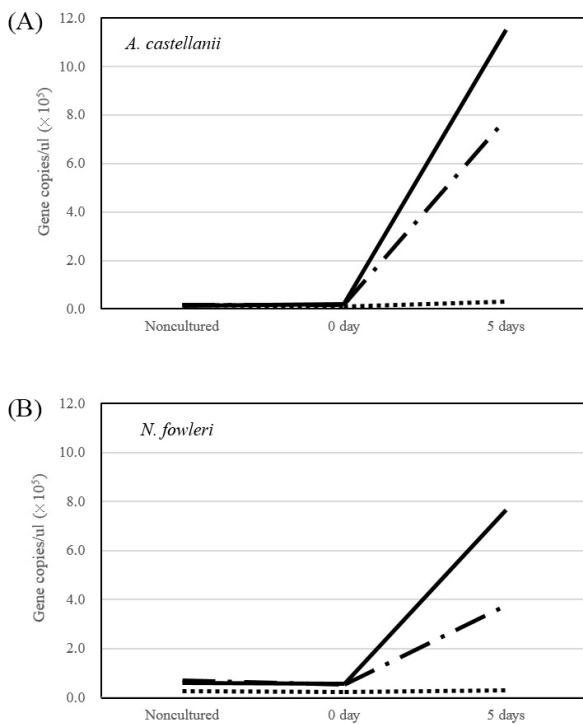 (A)
A. castellanii
Gene copies/ul (×10⁵)
12.0
10.0
8.0
6.0
4.0
2.0
0.0
Noncultured 0 day 5 days
(B)
N. fowleri
Gene copies/ul (×10⁵)
12.0
10.0
8.0
6.0
4.0
2.0
0.0
Noncultured 0 day 5 days